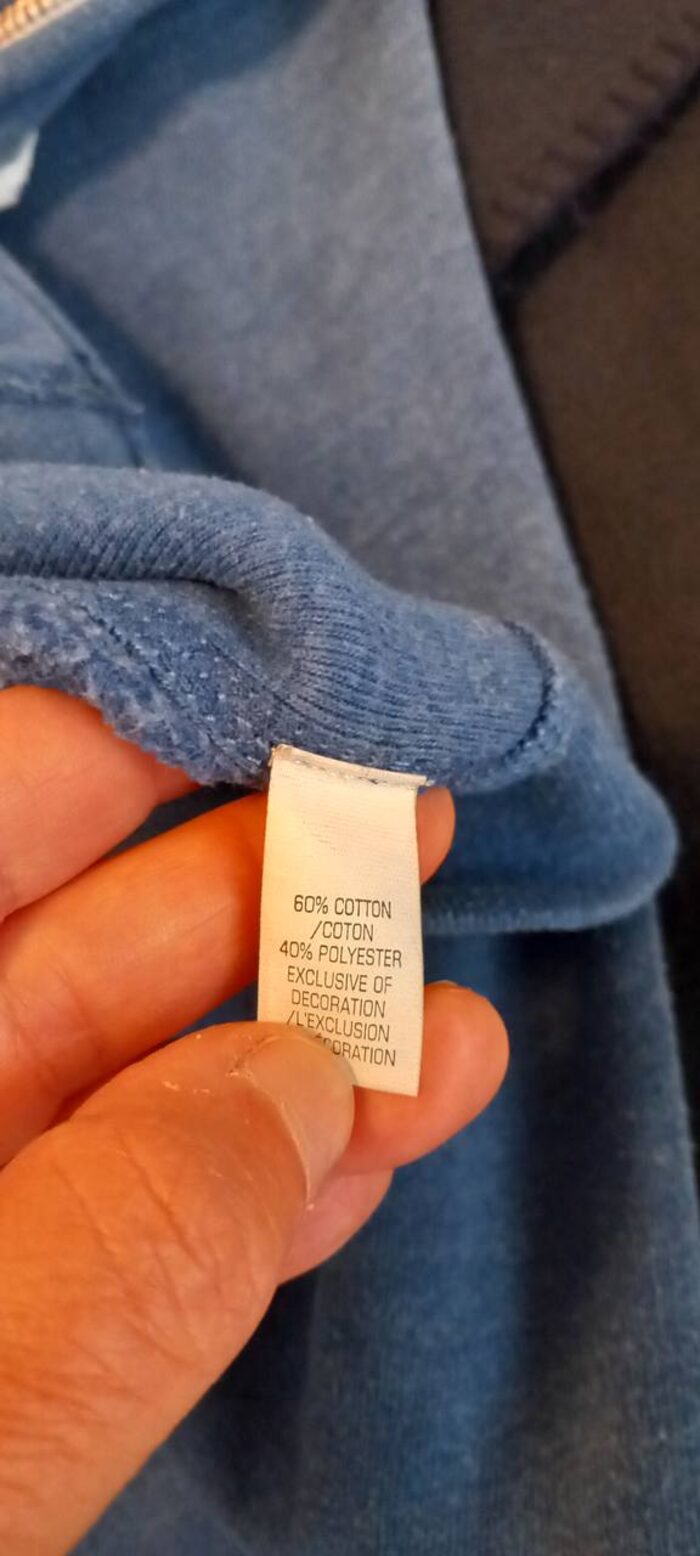 60% COTTON
/COTON
40% POLYESTER
EXCLUSIVE OF
DECORATION
/L'EXCLUSION